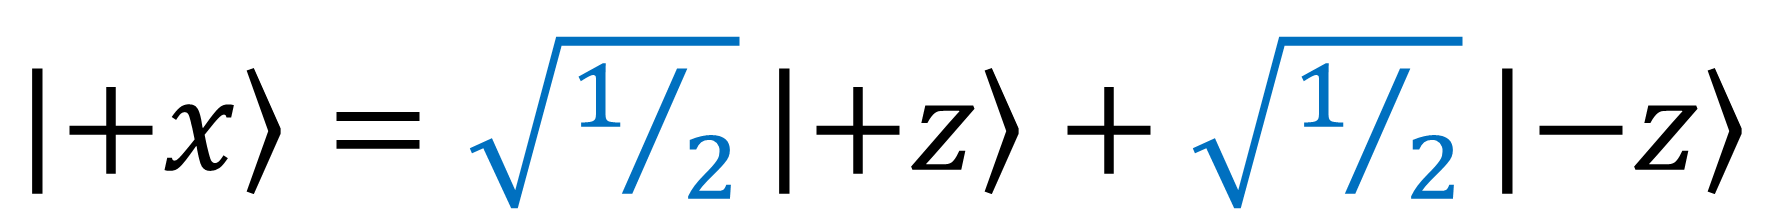 |+x⟩ = √1/2 |+z⟩ + √1/2 |−z⟩